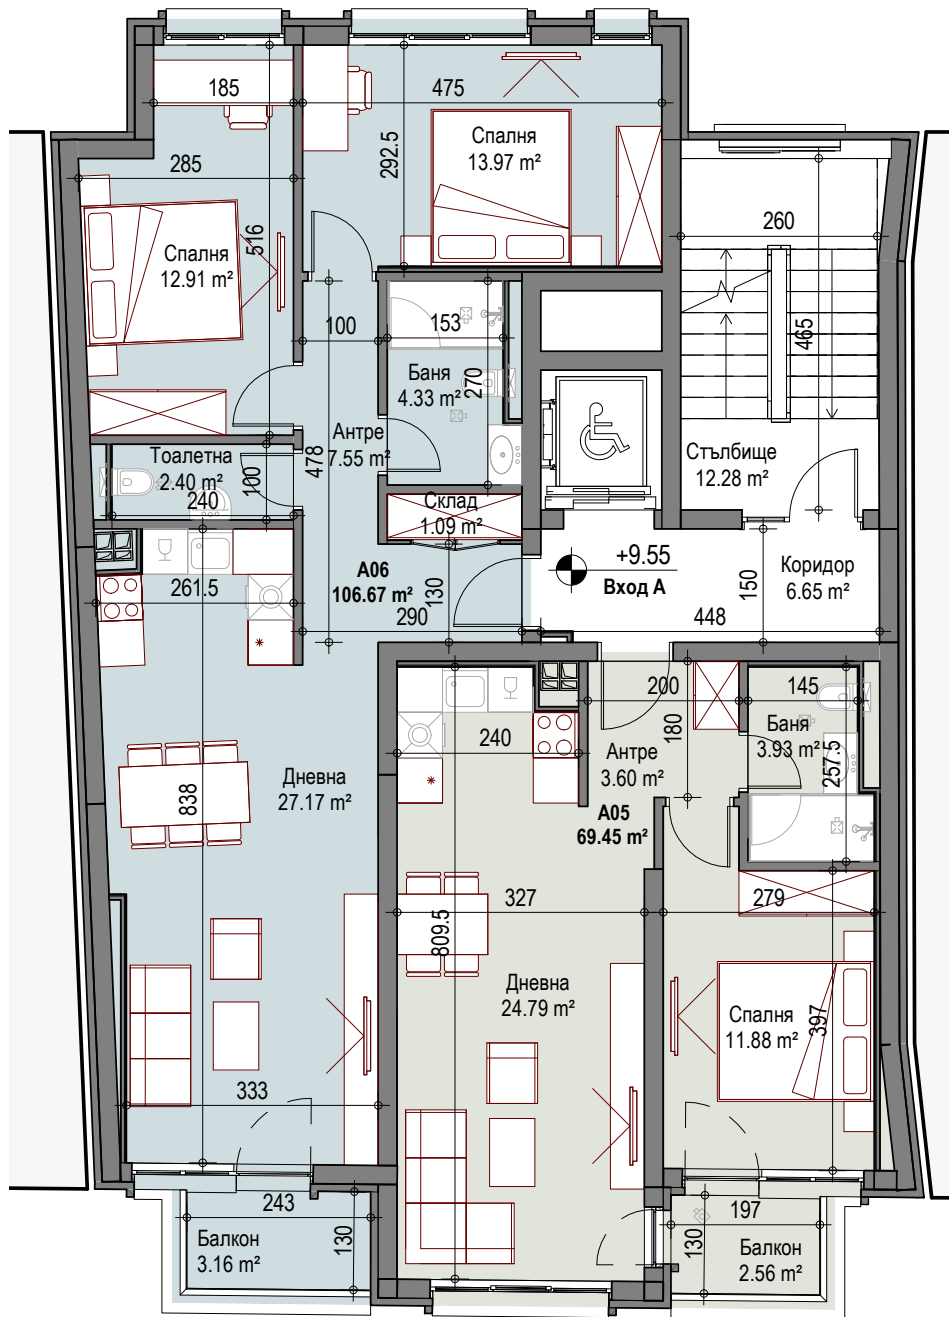 185
475
292.5
Спалня
13.97 m²
285
516
Спалня
12.91 m²
260
465
100
153
Баня
4.33 m²
270
Антре
7.55 m²
478
Тоалетна
2.40 m²
240
100
Склад
1.09 m²
Стълбище
12.28 m²
A06
106.67 m²
130
290
+9.55
Вход А
150
Коридор
6.65 m²
448
261.5
200
180
145
Баня
3.93 m²
257.5
240
Антре
3.60 m²
A05
69.45 m²
Дневна
27.17 m²
838
327
809.5
279
Дневна
24.79 m²
Спалня
11.88 m²
397
333
243
130
Балкон
3.16 m²
197
130
Балкон
2.56 m²